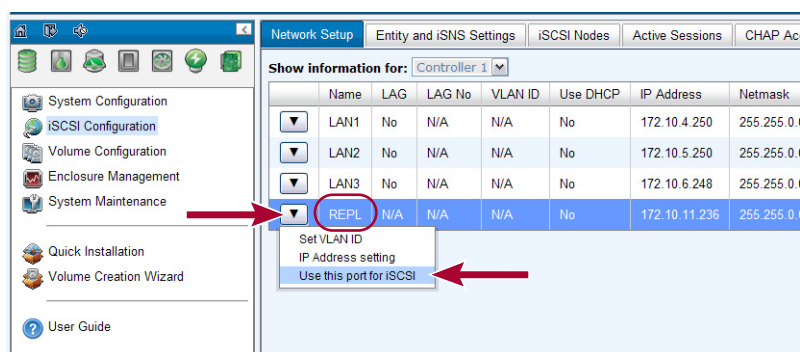 Network Setup Entity and iSNS Settings iSCSI Nodes Active Sessions CHAP Acc
Show information for: Controller 1
Name LAG LAG No VLAN ID Use DHCP IP Address Netmask
LAN1 No N/A N/A No 172.10.4.250 255.255.0.
LAN2 No N/A N/A No 172.10.5.250 255.255.0.
LAN3 No N/A N/A No 172.10.6.248 255.255.0.
REPL N/A N/A N/A No 172.10.11.236 255.255.0.
Set VLAN ID
IP Address setting
Use this port for iSCSI
System Configuration
iSCSI Configuration
Volume Configuration
Enclosure Management
System Maintenance
Quick Installation
Volume Creation Wizard
User Guide